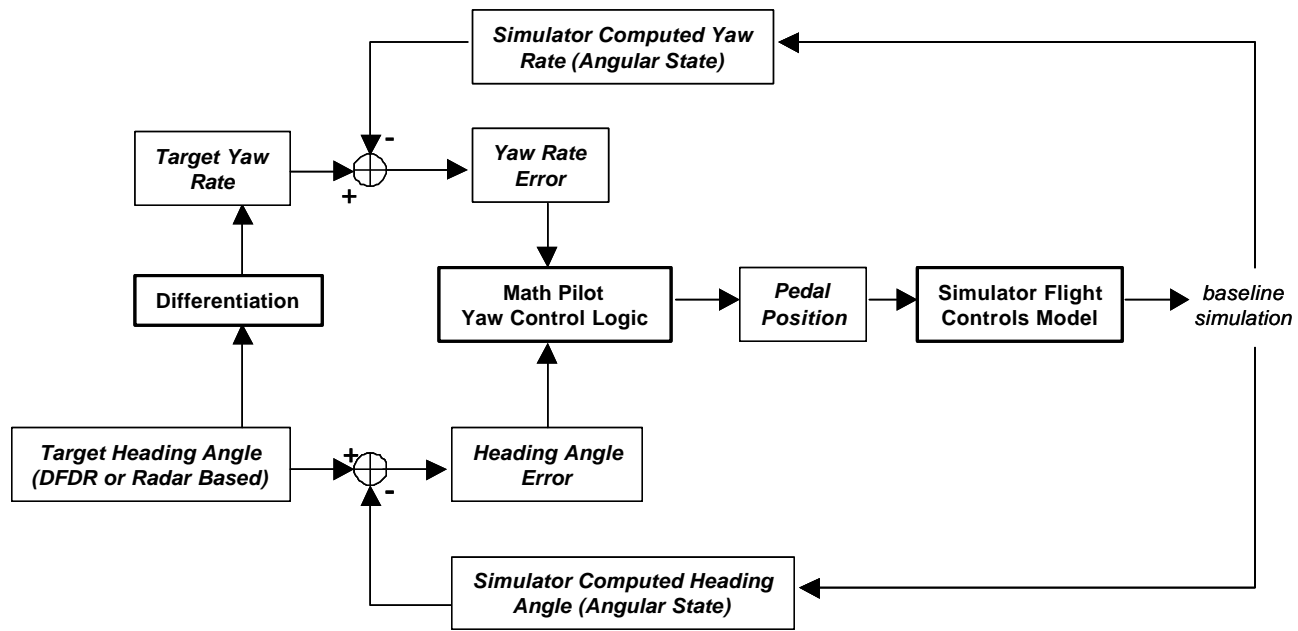 Simulator Computed Yaw
Rate (Angular State)
-
Target Yaw
Rate
+
Yaw Rate
Error
Differentiation
Math Pilot
Yaw Control Logic
Pedal
Position
Simulator Flight
Controls Model
baseline
simulation
Target Heading Angle
(DFDR or Radar Based)
+
-
Heading Angle
Error
Simulator Computed Heading
Angle (Angular State)